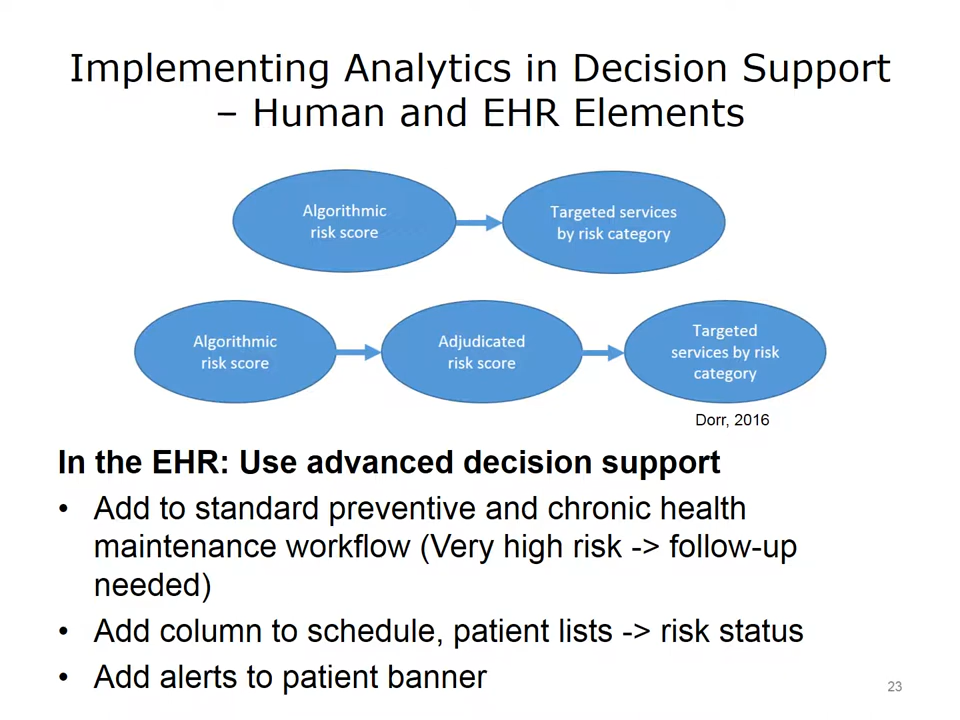 Implementing Analytics in Decision Support
– Human and EHR Elements
Algorithmic
risk score
Targeted services
by risk category
Algorithmic
risk score
Adjudicated
risk score
Targeted
services by risk
category
Dorr, 2016
In the EHR: Use advanced decision support
• Add to standard preventive and chronic health
maintenance workflow (Very high risk -> follow-up
needed)
• Add column to schedule, patient lists -> risk status
• Add alerts to patient banner
23